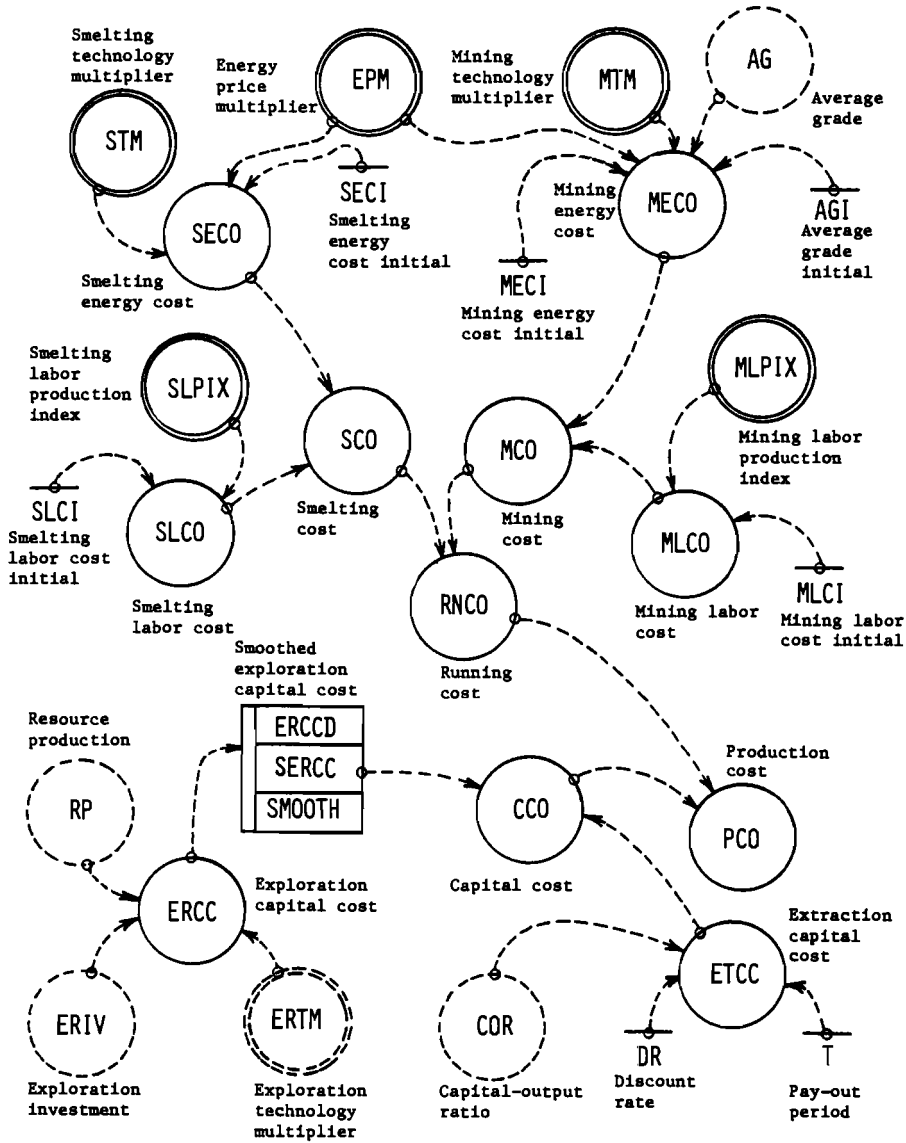 Smelting
technology
multiplier
STM
Energy
price
multiplier
EPM
Mining
technology
multiplier
MTM
AG
Average
grade
SECO
Smelting
energy cost
SECI
Smelting
energy
cost initial
Mining
energy
cost
MECO
AGI
Average
grade
initial
MECI
Mining energy
cost initial
Smelting
labor
production
index
SLPIX
SCO
Smelting
cost
MCO
Mining
cost
MLPIX
Mining labor
production
index
SLCI
Smelting
labor cost
initial
SLCO
Smelting
labor cost
RNCO
Running
cost
MLCO
Mining labor
cost
MLCI
Mining labor
cost initial
Smoothed
exploration
capital cost
ERCCD
SERCC
SMOOTH
Resource
production
RP
CCO
Capital cost
Production
cost
PCO
ERCC
Exploration
capital cost
Extraction
capital
cost
ETCC
ERIV
Exploration
investment
ERTM
Exploration
technology
multiplier
COR
Capital-output
ratio
DR
Discount
rate
T
Pay-out
period